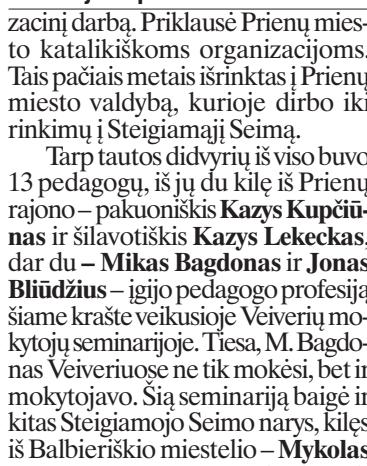 zacinį darbą. Priklausė Prienų mies-
to katalikiškoms organizacijoms.
Tais pačiais metais išrinktas į Prienų
miesto valdybą, kurioje dirbo iki
rinkimų į Steigiamąjį Seimą.
Tarp tautos didvyrių iš viso buvo
13 pedagogų, iš jų du kilę iš Prienų
rajono – pakuoniškis Kazys Kupčiū-
nas ir šilavotiškis Kazys Lekeckas,
dar du – Mikas Bagdonas ir Jonas
Bliūdžius – įgijo pedagogo profesiją
šiame krašte veikusioje Veiverių mo-
kytojų seminarijoje. Tiesa, M. Bagdo-
nas Veiveriuose ne tik mokėsi, bet ir
mokytojavo. Šią seminariją baigė ir
kitas Steigiamojo Seimo narys, kilęs
iš Balbieriškio miestelio – Mykolas